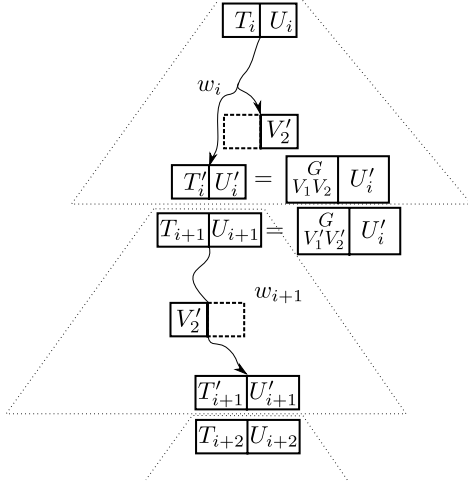 T_i U_i
w_i
V'_2
T'_i U'_i = G V_1V_2 U'_i
T_{i+1} U_{i+1} = G V'_1V'_2 U'_i
w_{i+1}
V'_2
T'_{i+1} U'_{i+1}
T_{i+2} U_{i+2}